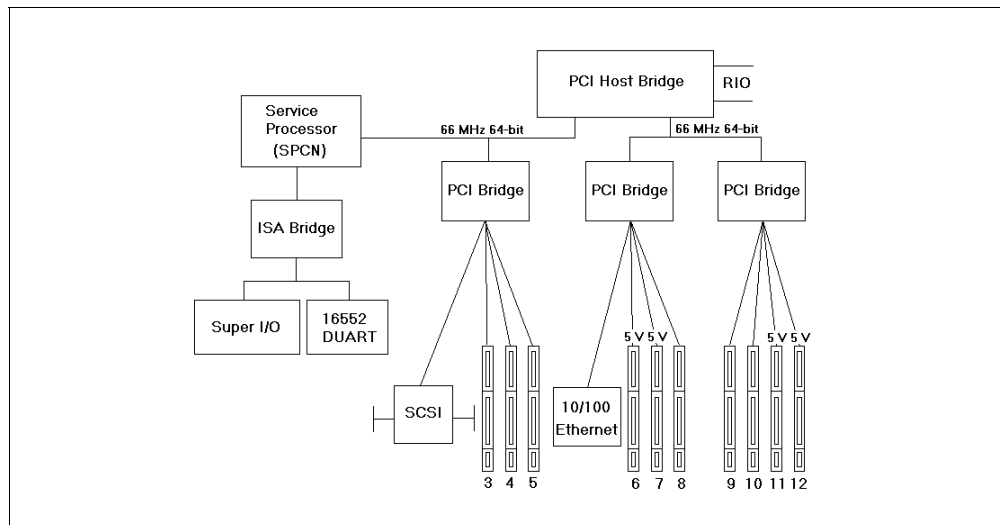 PCI Host Bridge
RIO
Service
Processor
(SPCN)
66 MHz 64-bit
66 MHz 64-bit
PCI Bridge
PCI Bridge
PCI Bridge
ISA Bridge
Super I/O
16552
DUART
5 V
5 V
5 V
5 V
SCSI
10/100
Ethernet
3
4
5
6
7
8
9
10
11
12